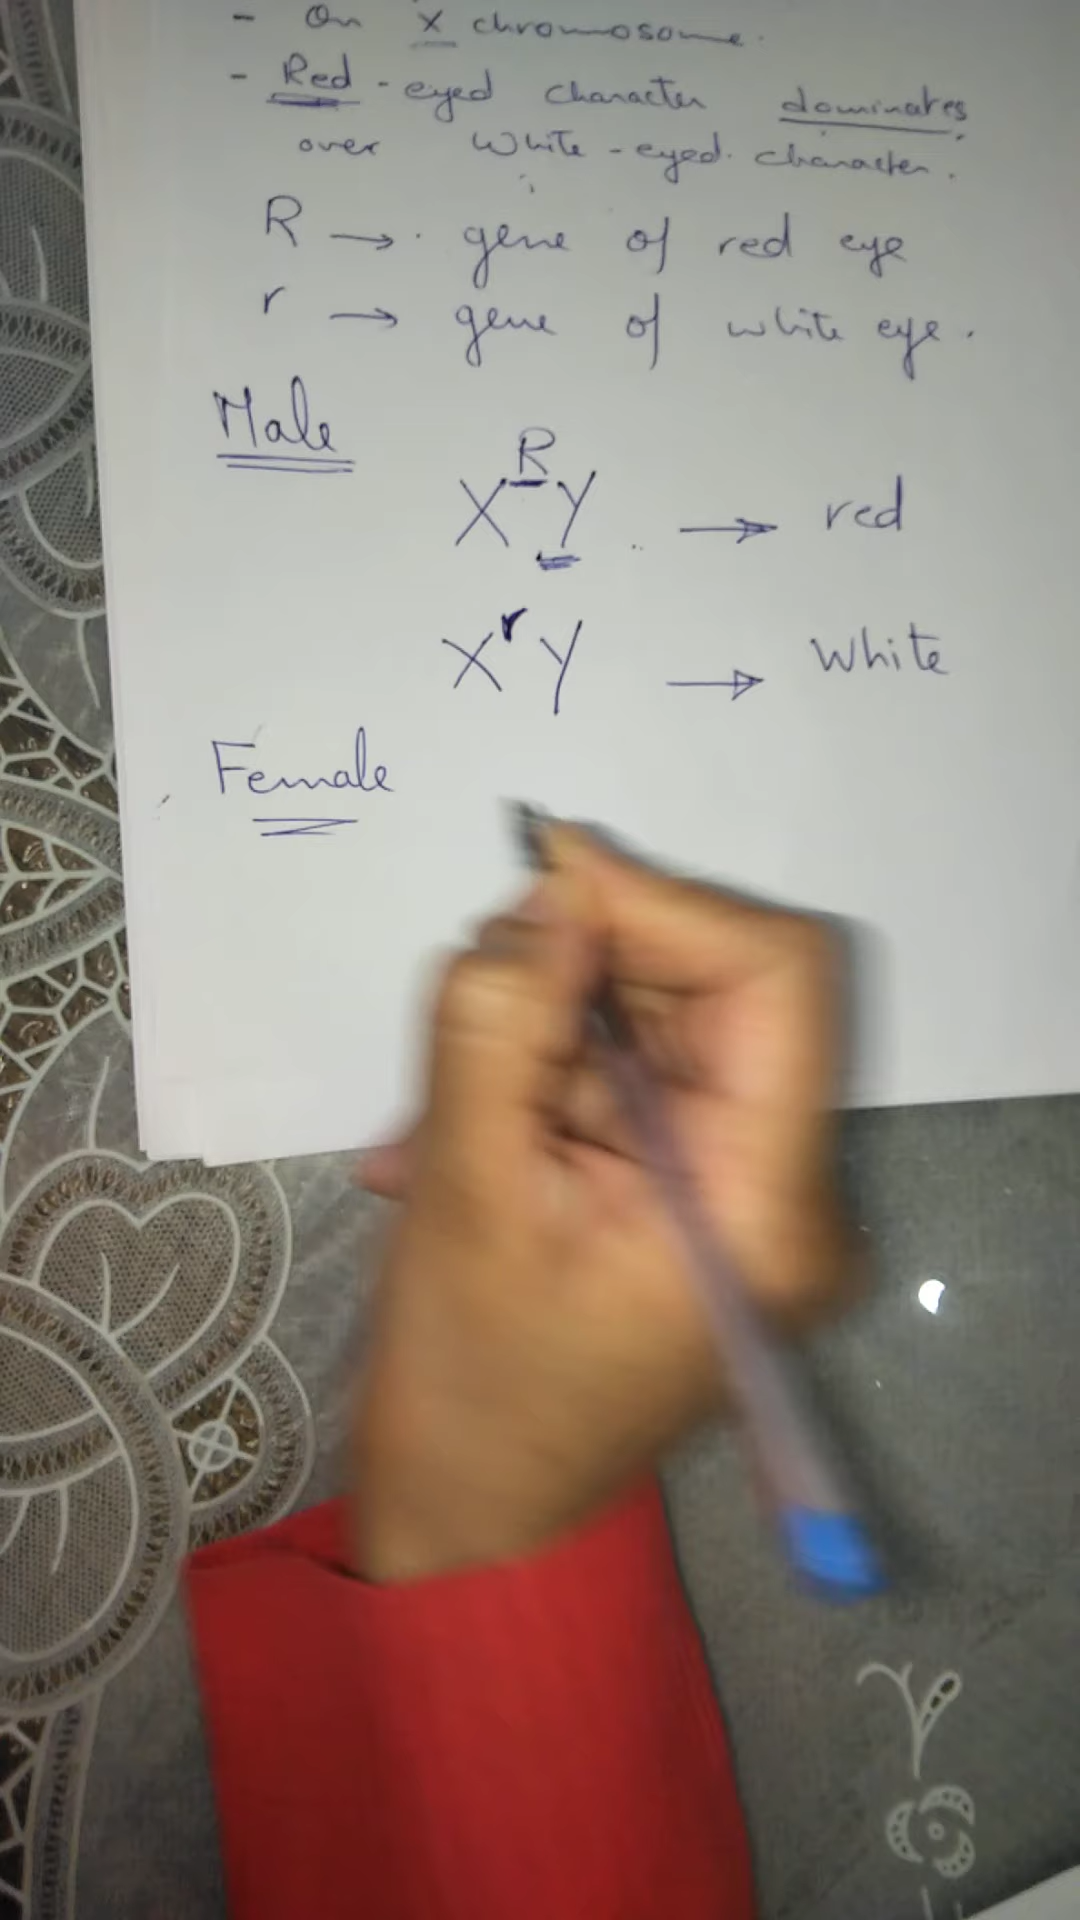 - On X chromosome.
- Red - eyed character dominates
over White - eyed character.
R → gene of red eye
r → gene of white eye.
Male
X^R Y → red
X^r Y → White
Female